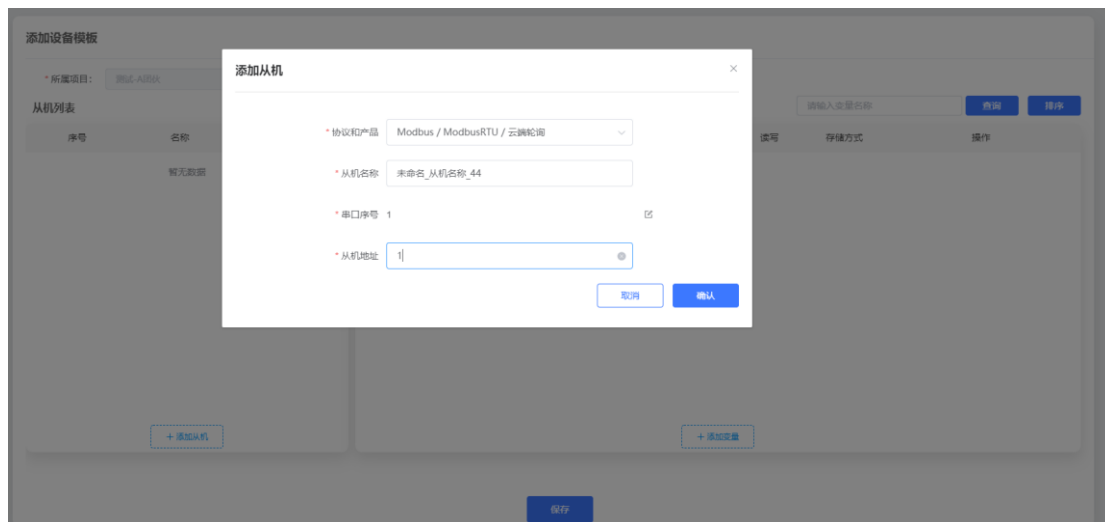 添加设备模板
添加从机
×
* 所属项目:
测试-A组伙
从机列表
请输入变量名称
查询
排序
序号
名称
* 协议和产品
Modbus / ModbusRTU / 云端轮询
读写
存储方式
操作
暂无数据
* 从机名称
未命名_从机名称_44
* 串口序号
1
* 从机地址
1
取消
确认
+ 添加从机
+ 添加变量
保存